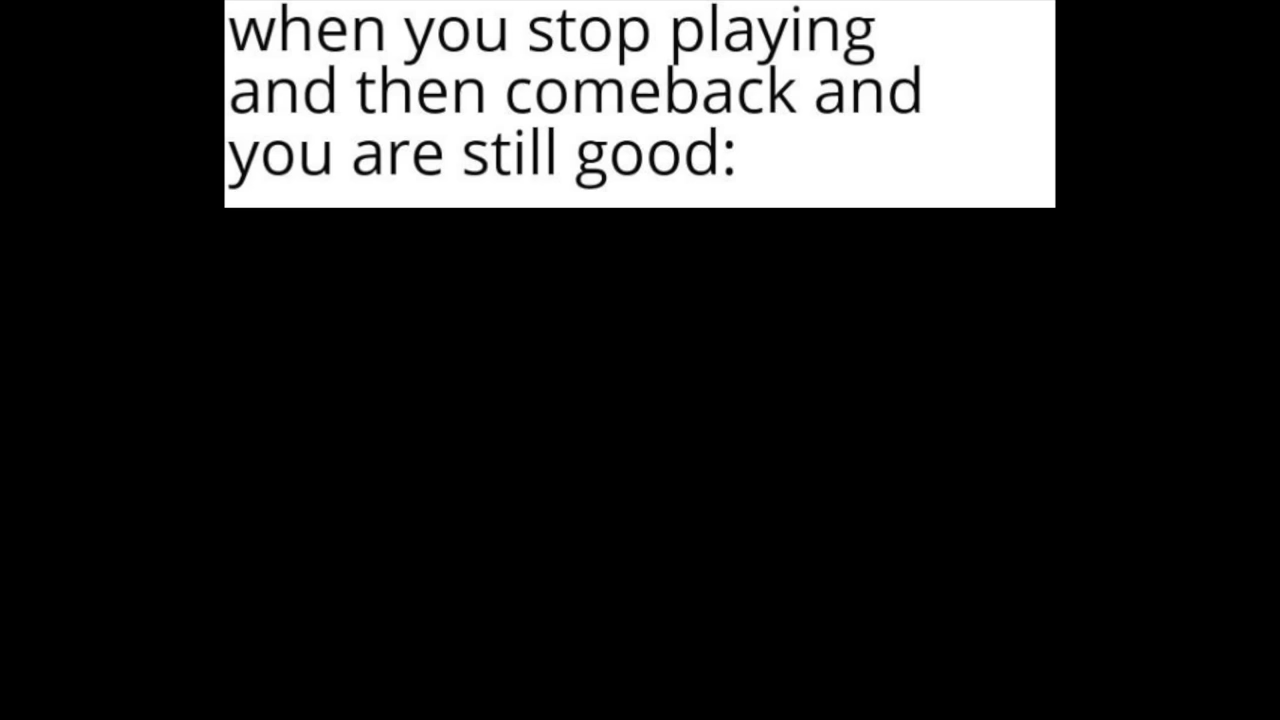 when you stop playing
and then comeback and
you are still good: